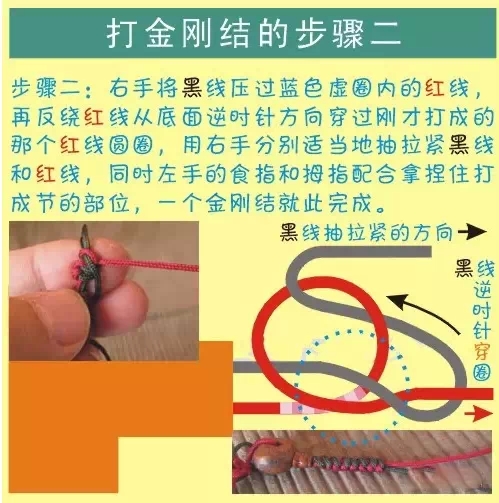 打金刚结的步骤二
步骤二：右手将黑线压过蓝色虚圈内的红线，
再反绕红线从底面逆时针方向穿过刚才打成的
那个红线圆圈，用右手分别适当地抽拉紧黑线
和红线，同时左手的食指和拇指配合拿捏住打
成节的部位，一个金刚结就此完成。
黑线抽拉紧的方向
黑线逆时针穿圈